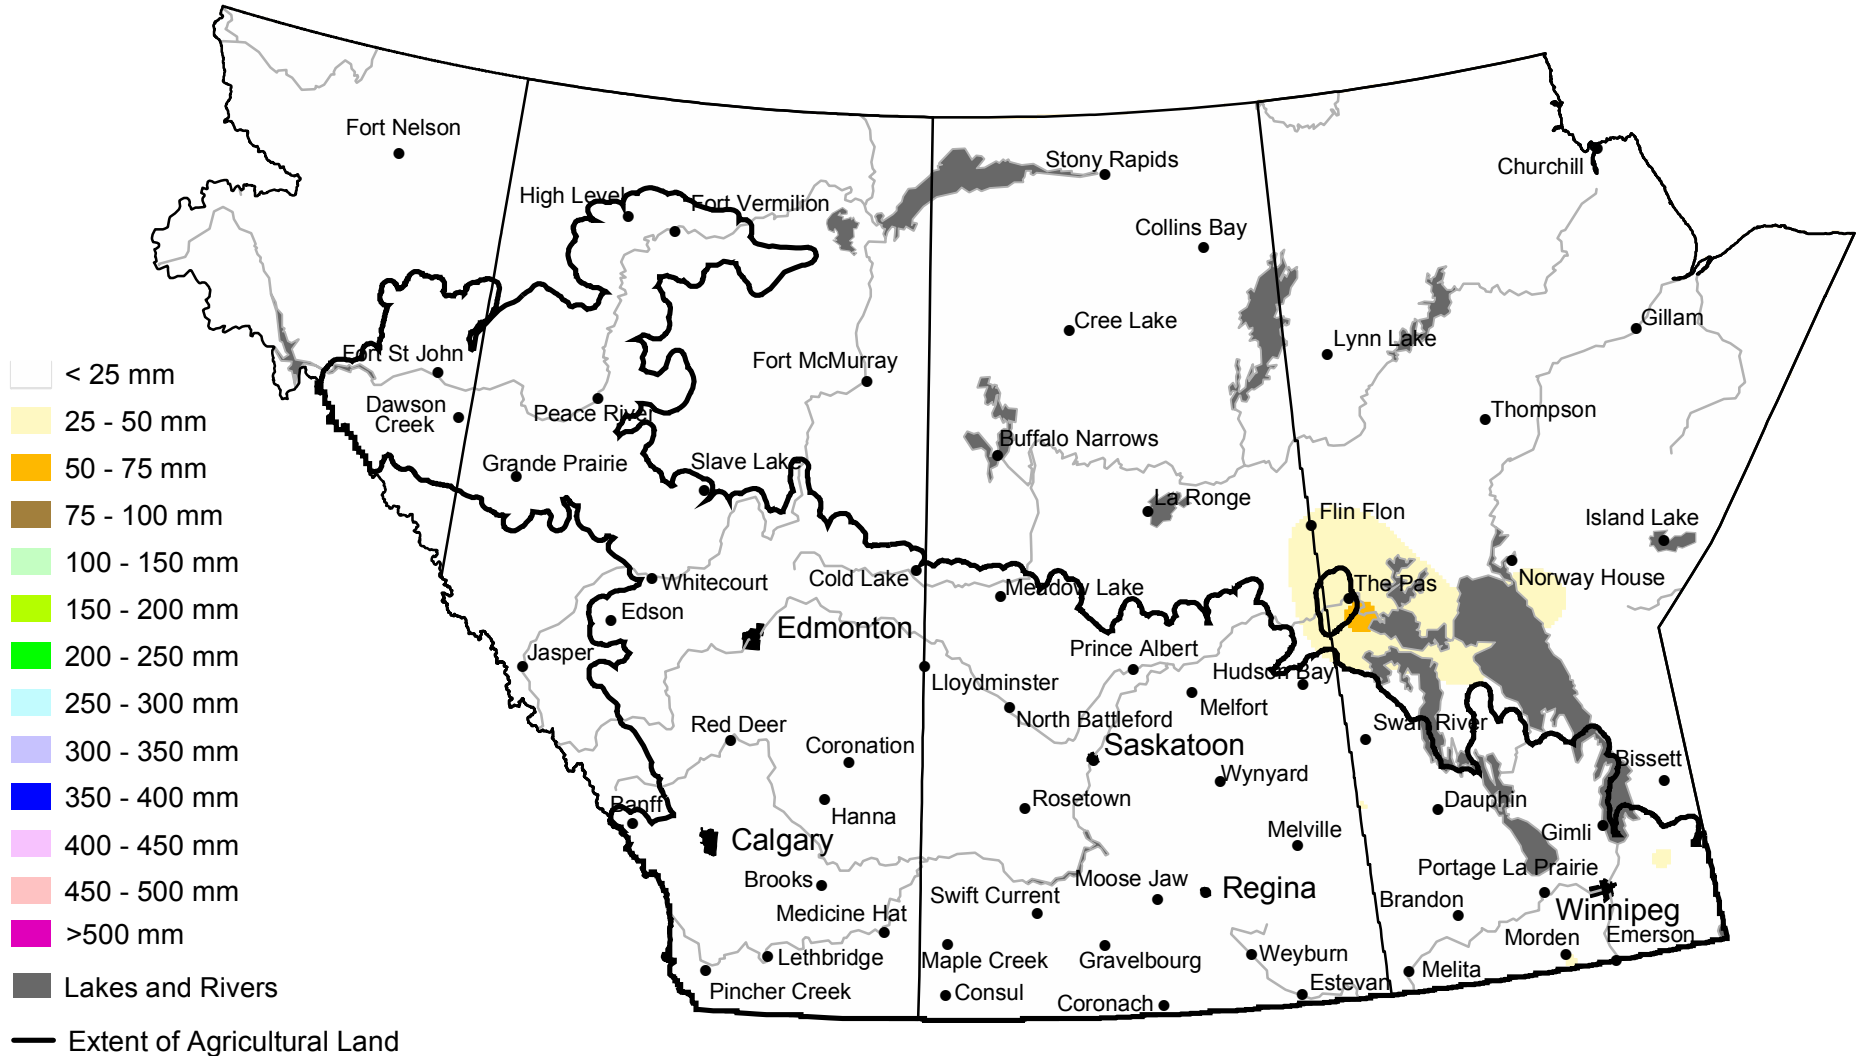 Fort Nelson
Churchill
Stony Rapids
High Level
Fort Vermilion
Collins Bay
Cree Lake
Gillam
Lynn Lake
Fort St John
Fort McMurray
< 25 mm
Dawson
Creek
Peace River
Thompson
25 - 50 mm
Buffalo Narrows
50 - 75 mm
Grande Prairie
Slave Lake
La Ronge
75 - 100 mm
Flin Flon
Island Lake
100 - 150 mm
Whitecourt
Cold Lake
Meadow Lake
The Pas
Norway House
150 - 200 mm
Edson
Edmonton
200 - 250 mm
Jasper
Prince Albert
Hudson Bay
Lloydminster
250 - 300 mm
Red Deer
North Battleford
Melfort
Swan River
300 - 350 mm
Coronation
Saskatoon
Bissett
Wynyard
350 - 400 mm
Banff
Hanna
Rosetown
Dauphin
400 - 450 mm
Calgary
Melville
Gimli
450 - 500 mm
Brooks
Swift Current
Moose Jaw
Regina
Portage La Prairie
Brandon
>500 mm
Medicine Hat
Winnipeg
Morden
Emerson
Lethbridge
Maple Creek
Gravelbourg
Weyburn
Melita
Lakes and Rivers
Pincher Creek
Consul
Coronach
Estevan
Extent of Agricultural Land